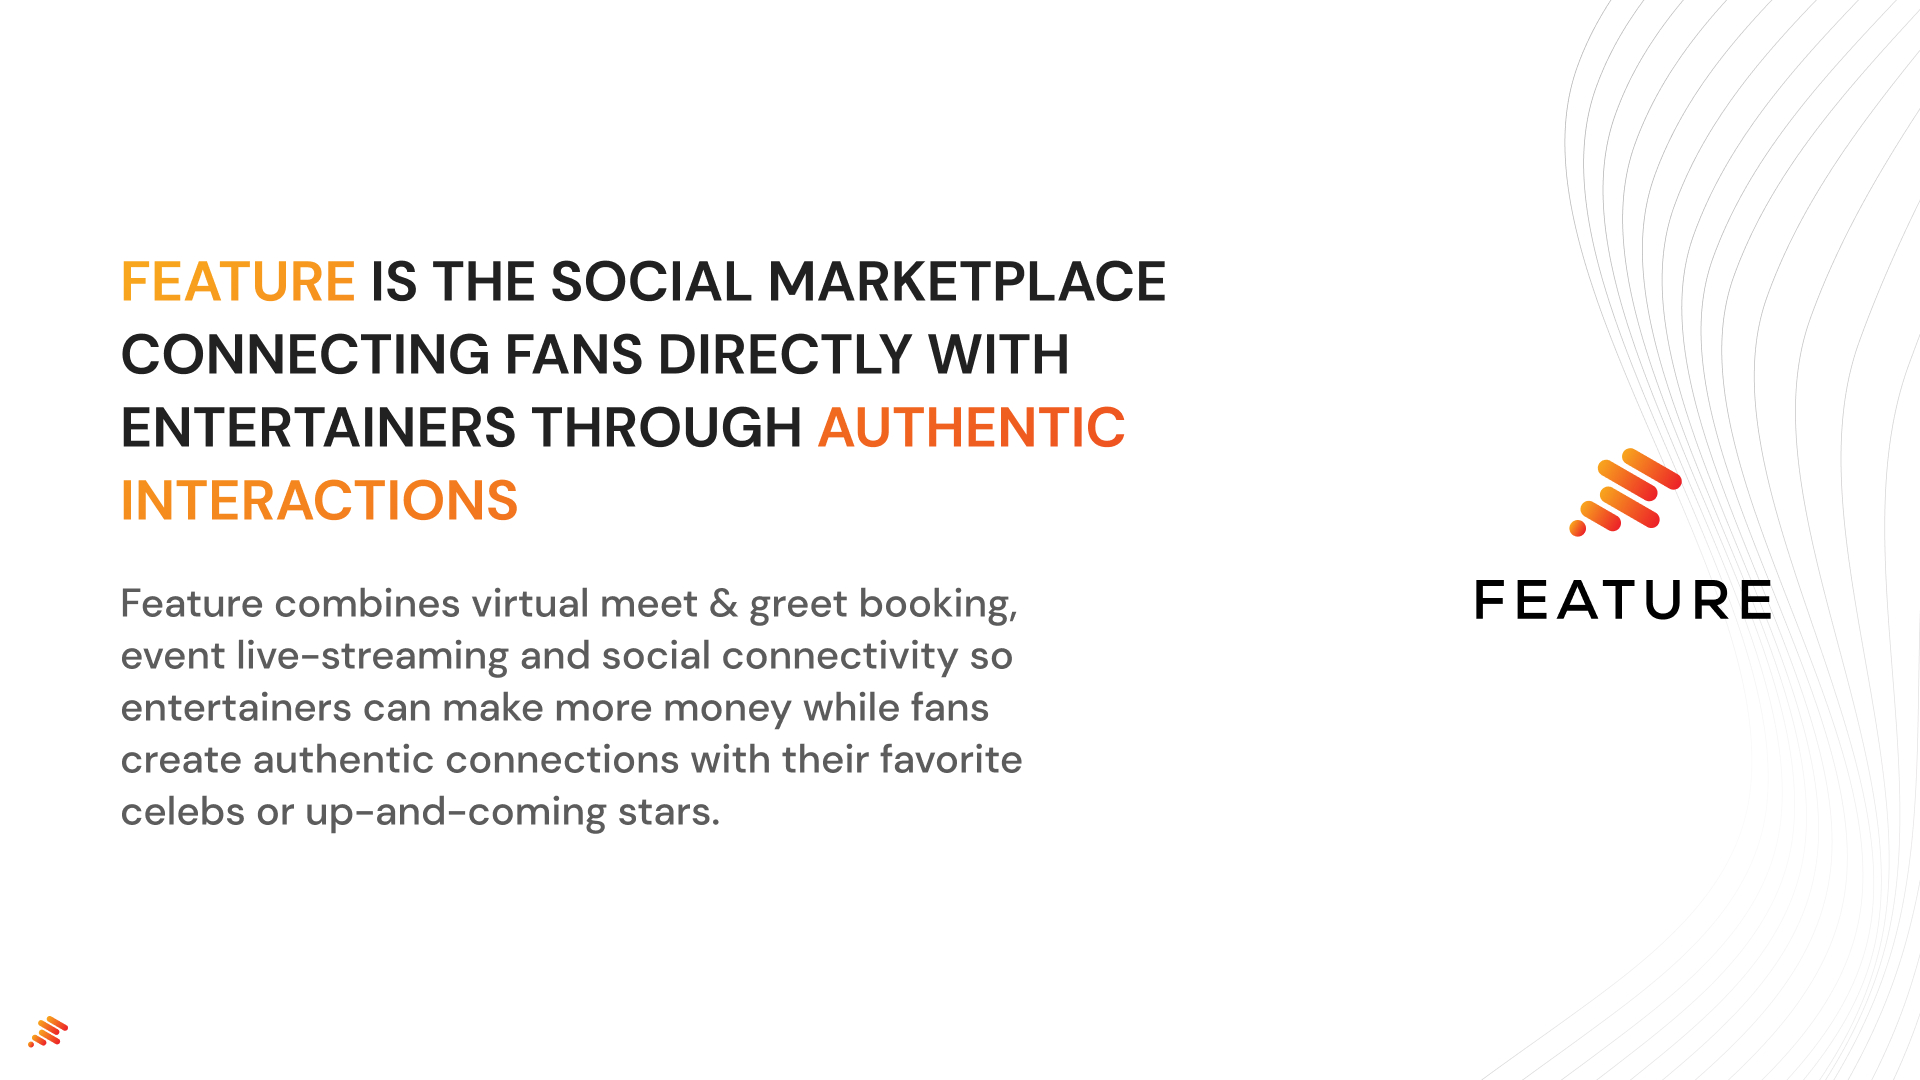 FEATURE IS THE SOCIAL MARKETPLACE
CONNECTING FANS DIRECTLY WITH
ENTERTAINERS THROUGH AUTHENTIC
INTERACTIONS
Feature combines virtual meet & greet booking,
event live-streaming and social connectivity so
entertainers can make more money while fans
create authentic connections with their favorite
celebs or up-and-coming stars.
FEATURE